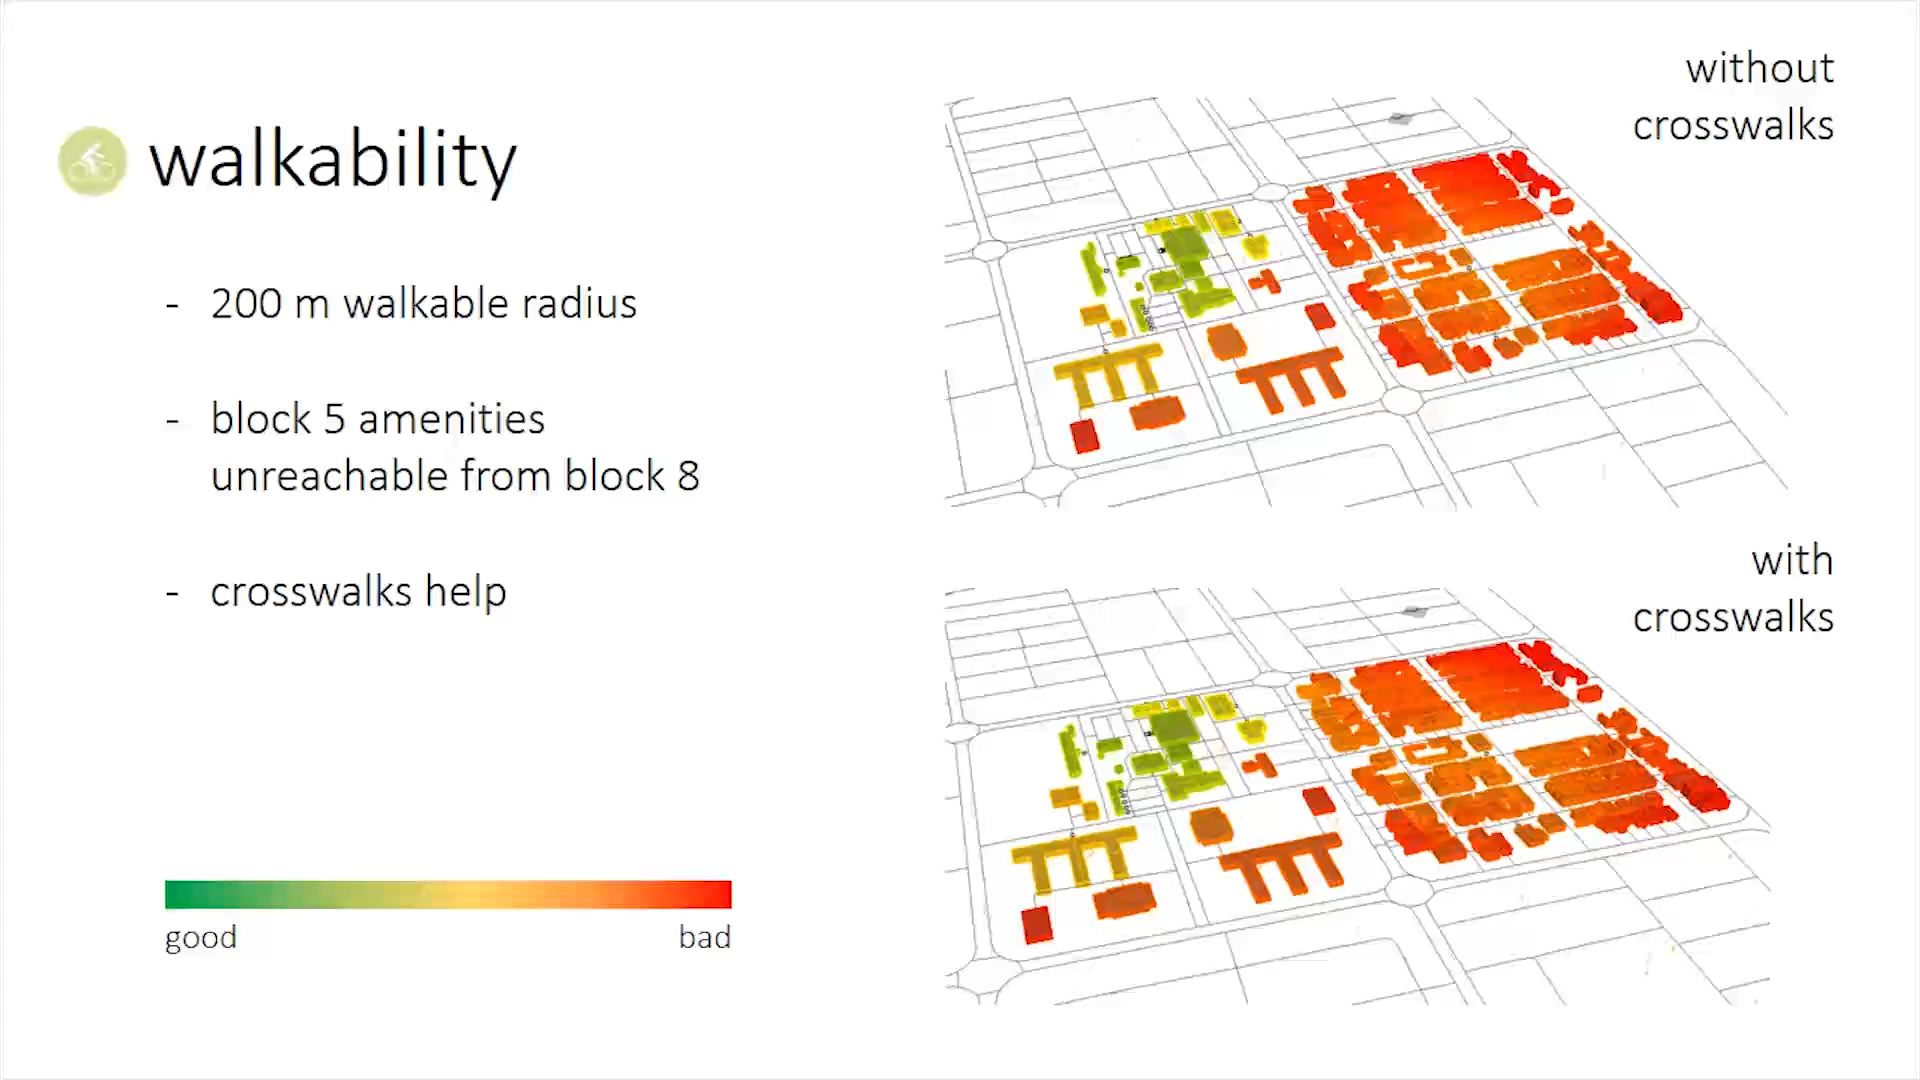 walkability
- 200 m walkable radius
- block 5 amenities
unreachable from block 8
- crosswalks help
good
bad
without
crosswalks
with
crosswalks